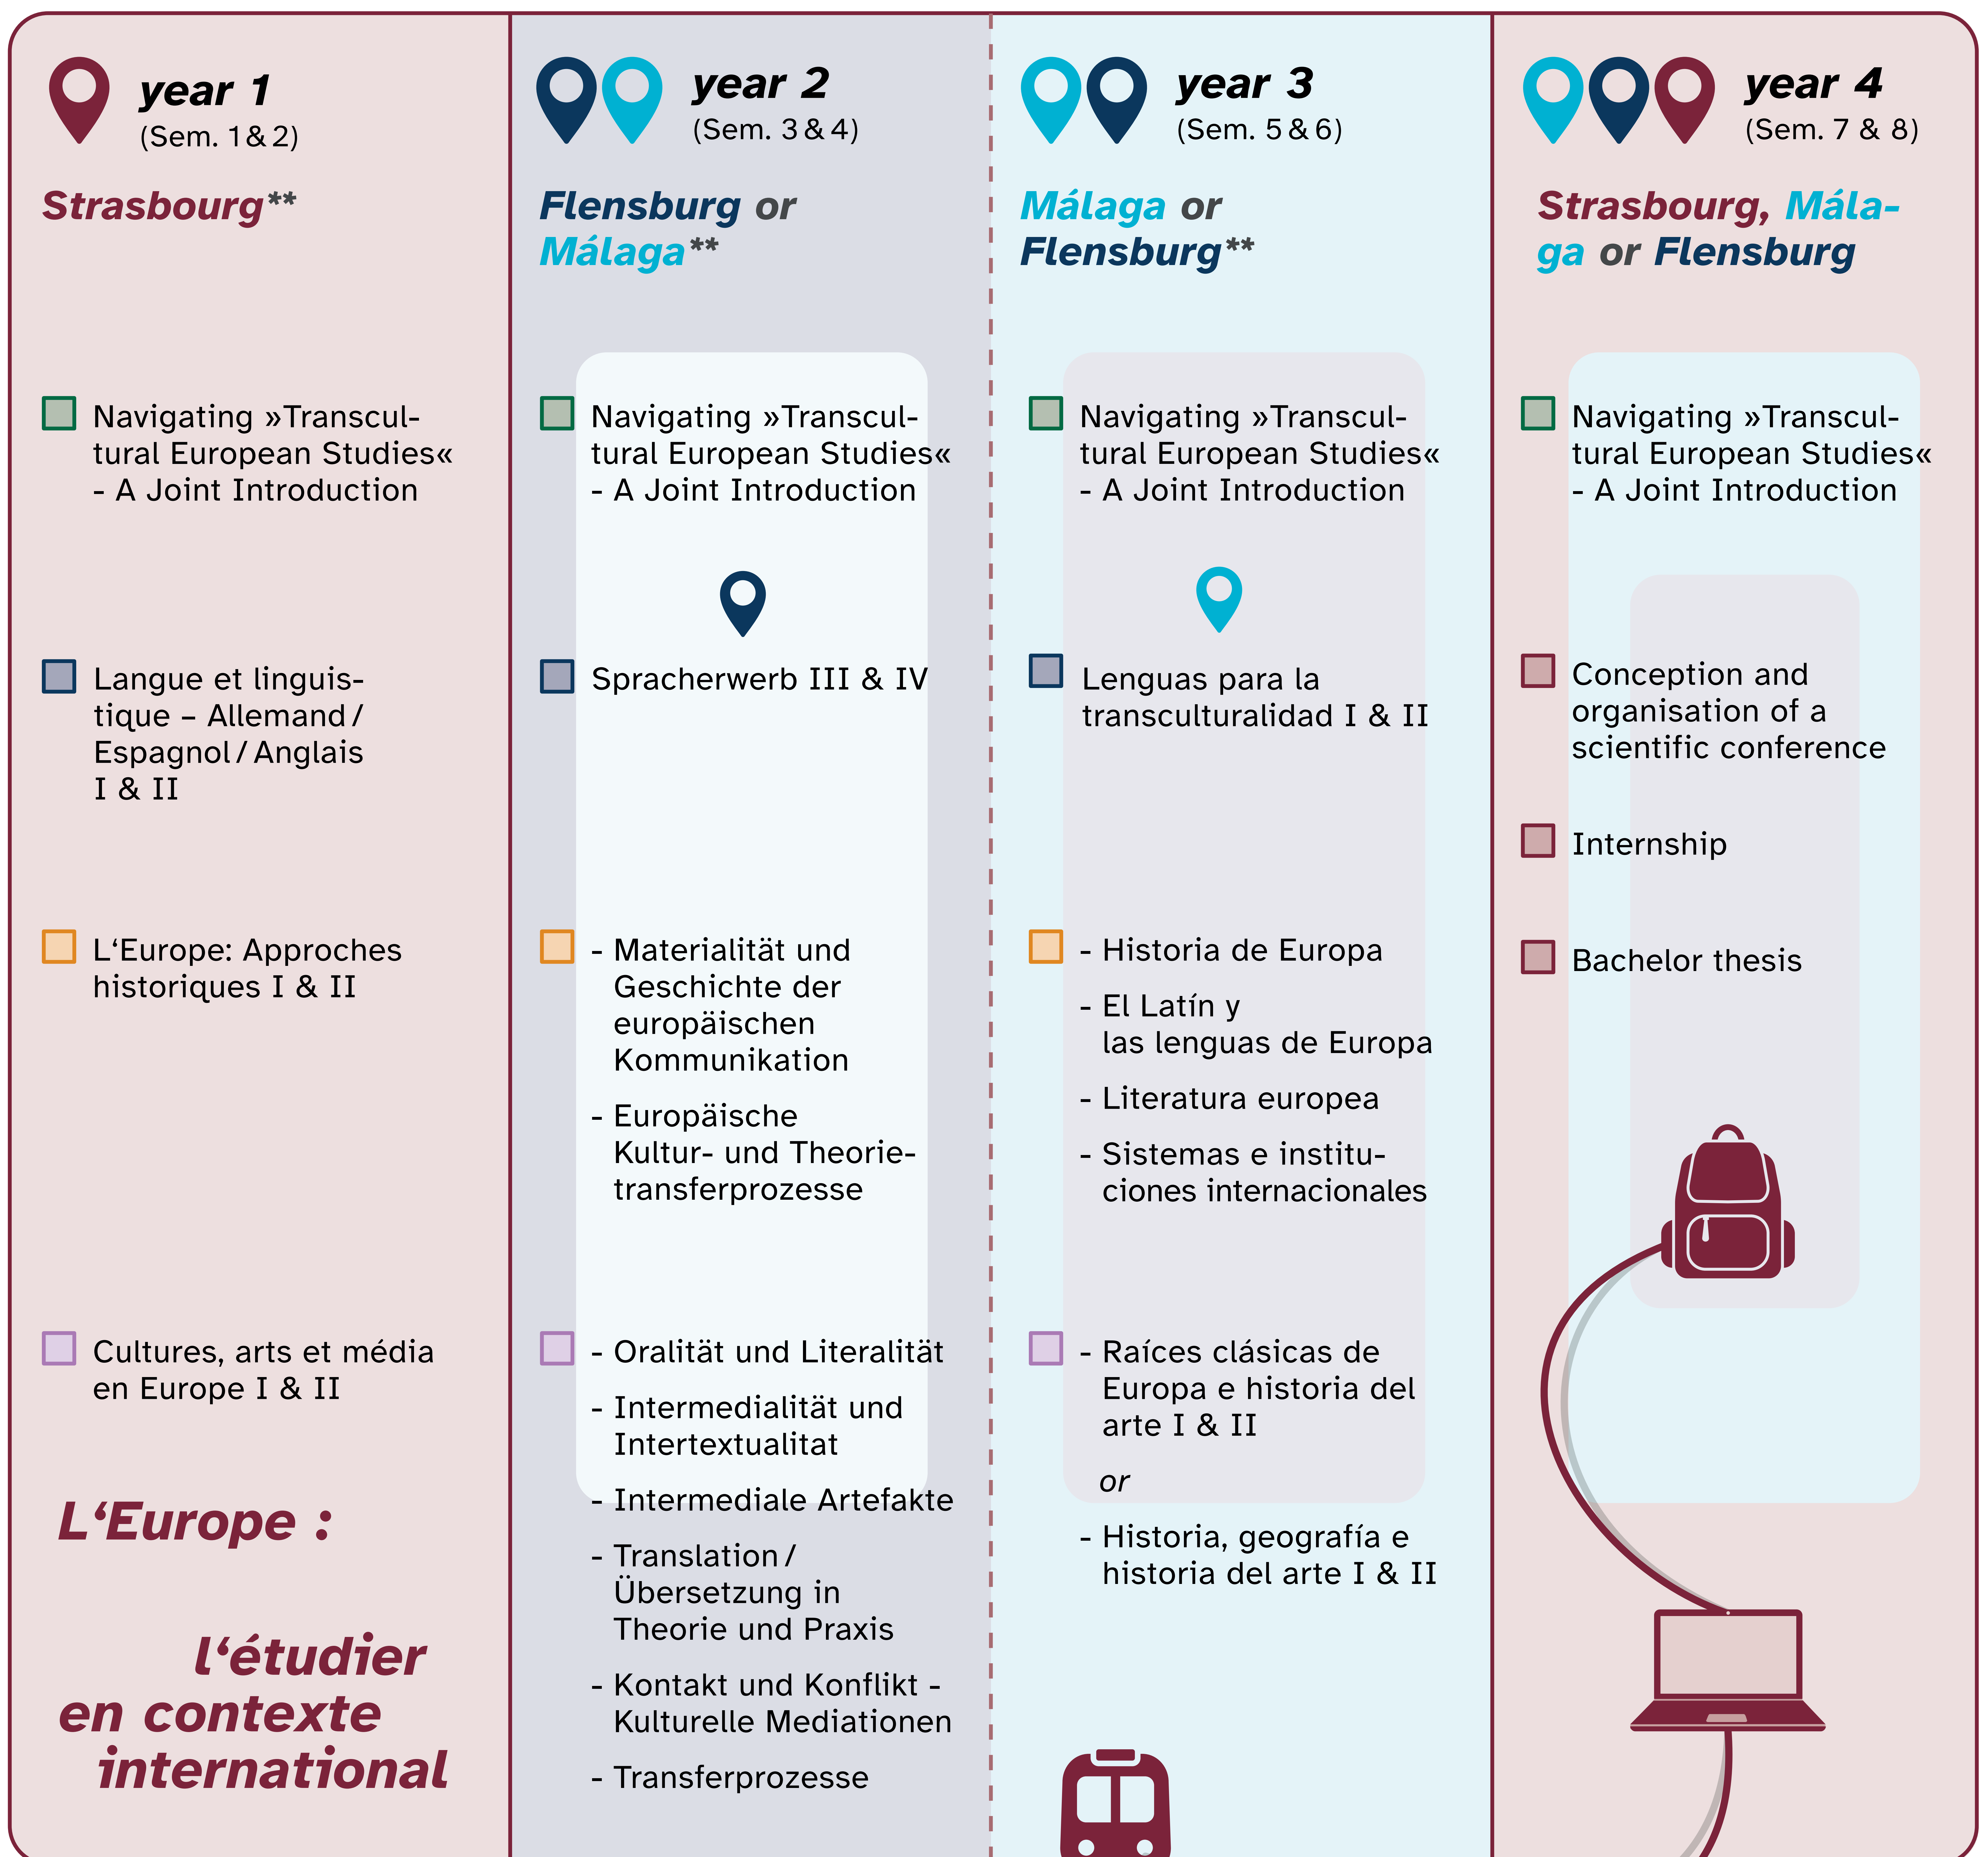 year 1
(Sem. 1 & 2)
Strasbourg**
Navigating »Transcul-
tural European Studies«
- A Joint Introduction
Langue et linguis-
tique – Allemand /
Espagnol / Anglais
I & II
L‘Europe: Approches
historiques I & II
Cultures, arts et média
en Europe I & II
L‘Europe :
l‘étudier
en contexte
international
year 2
(Sem. 3 & 4)
Flensburg or
Málaga**
Navigating »Transcul-
tural European Studies«
- A Joint Introduction
Spracherwerb III & IV
- Materialität und
Geschichte der
europäischen
Kommunikation
- Europäische
Kultur- und Theorie-
transferprozesse
- Oralität und Literalität
- Intermedialität und
Intertextualitat
- Intermediale Artefakte
- Translation /
Übersetzung in
Theorie und Praxis
- Kontakt und Konflikt -
Kulturelle Mediationen
- Transferprozesse
year 3
(Sem. 5 & 6)
Málaga or
Flensburg**
Navigating »Transcul-
tural European Studies«
- A Joint Introduction
Lenguas para la
transculturalidad I & II
- Historia de Europa
- El Latín y
las lenguas de Europa
- Literatura europea
- Sistemas e institu-
ciones internacionales
- Raíces clásicas de
Europa e historia del
arte I & II
or
- Historia, geografía e
historia del arte I & II
year 4
(Sem. 7 & 8)
Strasbourg, Mála-
ga or Flensburg
Navigating »Transcul-
tural European Studies«
- A Joint Introduction
Conception and
organisation of a
scientific conference
Internship
Bachelor thesis